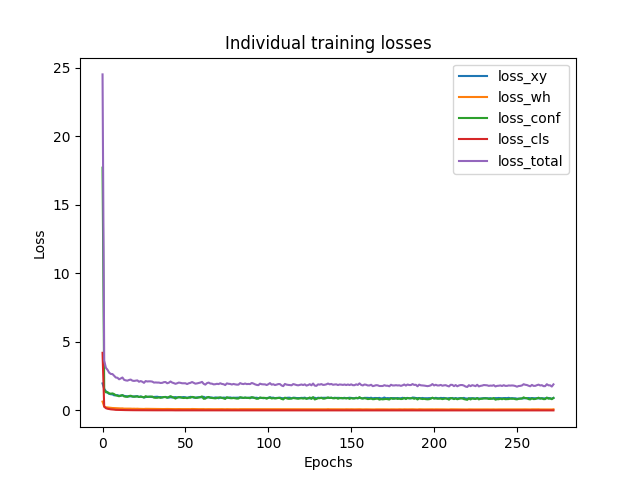 Individual training losses
25
20
15
10
5
0
Loss
loss_xy
loss_wh
loss_conf
loss_cls
loss_total
0 50 100 150 200 250
Epochs